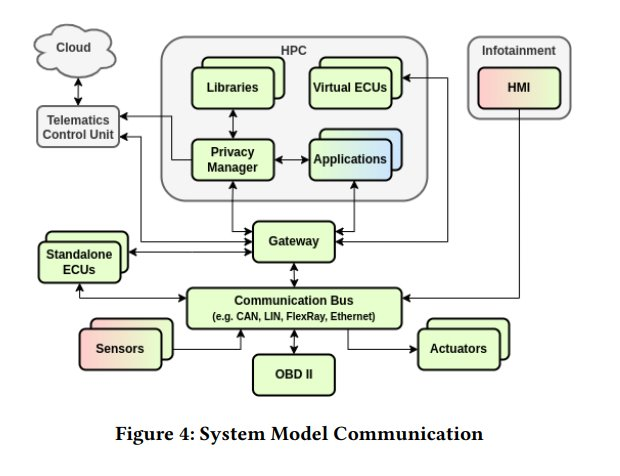 Cloud
HPC
Infotainment
Libraries
Virtual ECUs
HMI
Telematics
Control Unit
Privacy
Manager
Applications
Gateway
Standalone
ECUs
Communication Bus
(e.g. CAN, LIN, FlexRay, Ethernet)
Sensors
Actuators
OBD II
Figure 4: System Model Communication